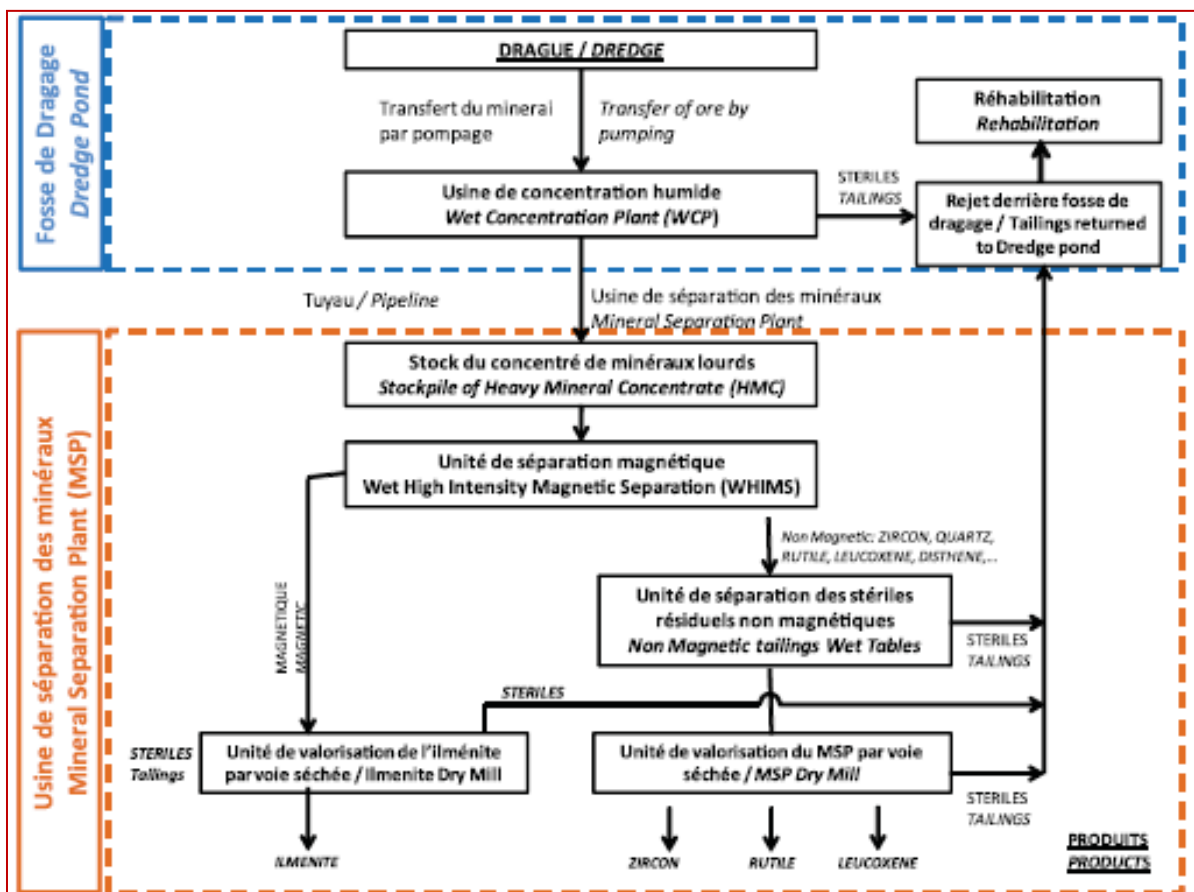 Fosse de Dragage
Dredge Pond
DRAGUE / DREDGE
Transfert du minerai
par pompage
Transfer of ore by
pumping
Réhabilitation
Rehabilitation
Usine de concentration humide
Wet Concentration Plant (WCP)
STERILES
TAILINGS
Rejet derrière fosse de
dragage / Tailings returned
to Dredge pond
Tuyau / Pipeline
Usine de séparation des minéraux
Mineral Separation Plant
Usine de séparation des minéraux
Mineral Separation Plant (MSP)
Stock du concentré de minéraux lourds
Stockpile of Heavy Mineral Concentrate (HMC)
Unité de séparation magnétique
Wet High Intensity Magnetic Separation (WHIMS)
MAGNETIQUE
MAGNETIC
Non Magnetic: ZIRCON, QUARTZ,
RUTILE, LEUCOXENE, DISTHENE,...
Unité de séparation des stériles
résiduels non magnétiques
Non Magnetic tailings Wet Tables
STERILES
TAILINGS
STERILES
STERILES
Tailings
Unité de valorisation de l'ilménite
par voie séchée / Ilmenite Dry Mill
Unité de valorisation du MSP par voie
séchée / MSP Dry Mill
STERILES
TAILINGS
ILMENITE
ZIRCON
RUTILE
LEUCOXENE
PRODUITS
PRODUCTS